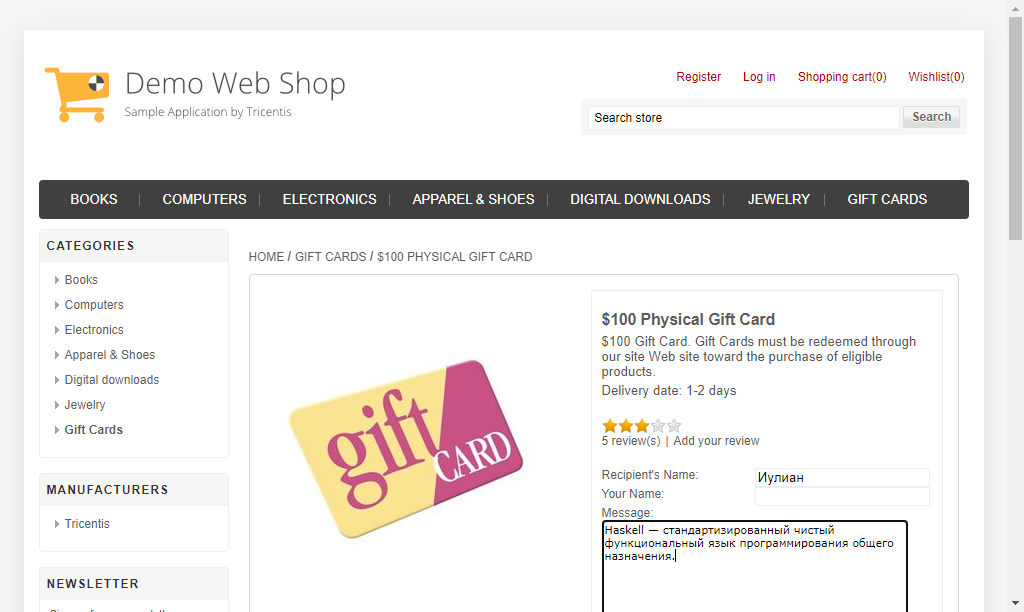 Demo Web Shop
Sample Application by Tricentis
Register Log in Shopping cart(0) Wishlist(0)
Search store Search
BOOKS | COMPUTERS | ELECTRONICS | APPAREL & SHOES | DIGITAL DOWNLOADS | JEWELRY | GIFT CARDS
CATEGORIES
Books
Computers
Electronics
Apparel & Shoes
Digital downloads
Jewelry
Gift Cards
MANUFACTURERS
Tricentis
NEWSLETTER
HOME / GIFT CARDS / $100 PHYSICAL GIFT CARD
gift
CARD
$100 Physical Gift Card
$100 Gift Card. Gift Cards must be redeemed through
our site Web site toward the purchase of eligible
products.
Delivery date: 1-2 days
5 review(s) | Add your review
Recipient's Name: Иулиан
Your Name:
Message:
Haskell — стандартизированный чистый
функциональный язык программирования общего
назначения.